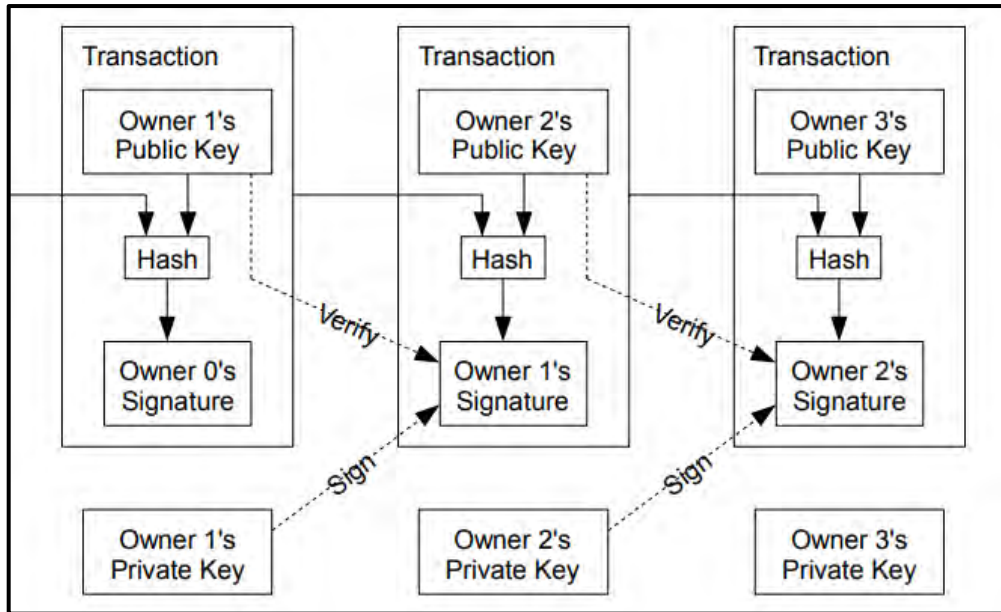 Transaction
Owner 1's
Public Key
Hash
Owner 0's
Signature
Owner 1's
Private Key
Verify
Sign
Transaction
Owner 2's
Public Key
Hash
Owner 1's
Signature
Owner 2's
Private Key
Verify
Sign
Transaction
Owner 3's
Public Key
Hash
Owner 2's
Signature
Owner 3's
Private Key